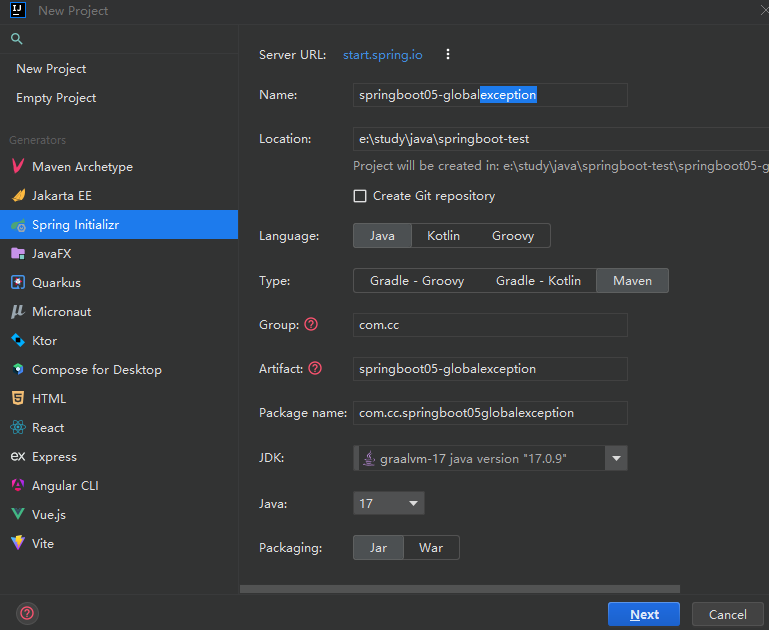 IJ
New Project
New Project
Empty Project
Generators
Maven Archetype
Jakarta EE
Spring Initializr
JavaFX
Quarkus
Micronaut
Ktor
Compose for Desktop
HTML
React
ex Express
Angular CLI
Vue.js
Vite
Server URL: start.spring.io
Name: springboot05-globalexception
Location: e:\study\java\springboot-test
Project will be created in: e:\study\java\springboot-test\springboot05-g
Create Git repository
Language: Java Kotlin Groovy
Type: Gradle - Groovy Gradle - Kotlin Maven
Group: ? com.cc
Artifact: ? springboot05-globalexception
Package name: com.cc.springboot05globalexception
JDK: graalvm-17 java version "17.0.9"
Java: 17
Packaging: Jar War
? Next Cancel